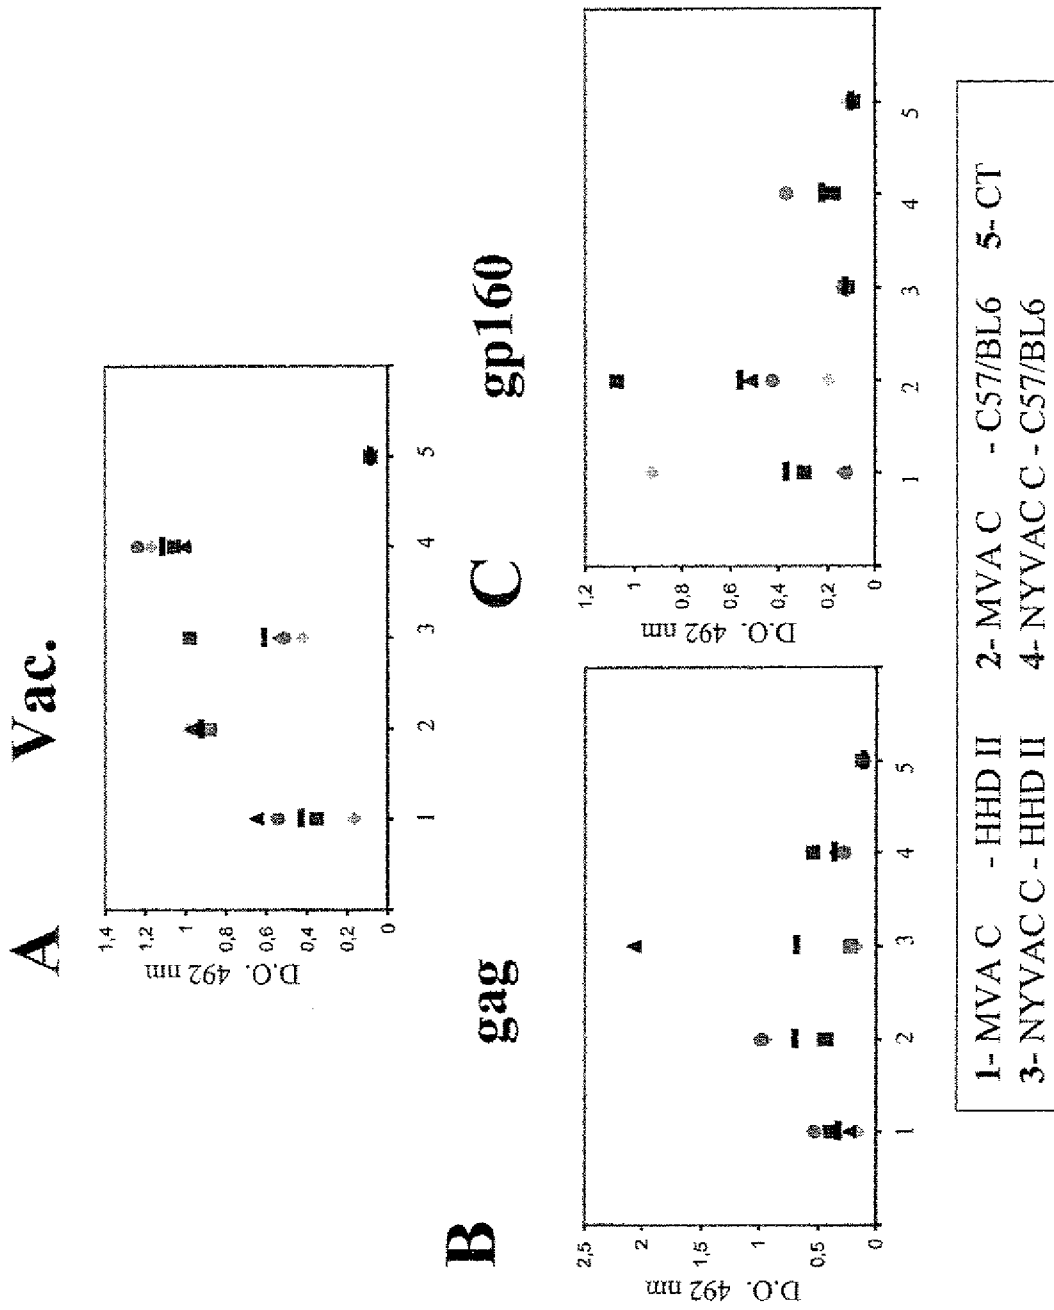 A Vac.
D.O. 492 nm
1,4
1,2
1
0,8
0,6
0,4
0,2
0
1 2 3 4 5
B gag
D.O. 492 nm
2,5
2
1,5
1
0,5
0
1 2 3 4 5
C gp160
D.O. 492 nm
1,2
1
0,8
0,6
0,4
0,2
0
1 2 3 4 5
1- MVA C - HHD II 2- MVA C - C57/BL6 5- CT
3- NYVAC C - HHD II 4- NYVAC C - C57/BL6